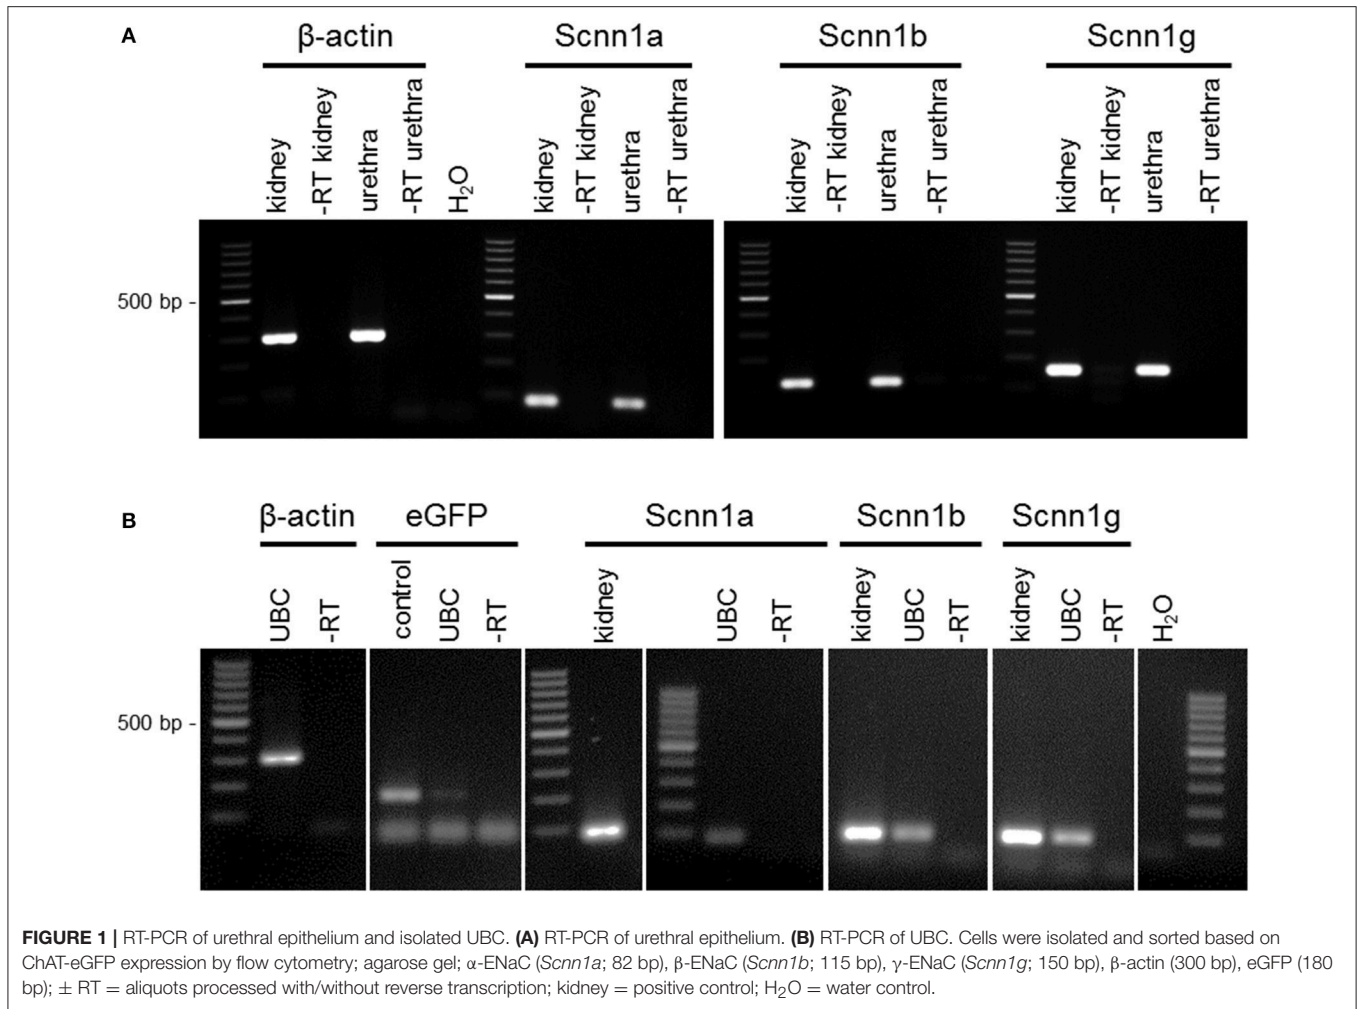 A
β-actin Scnn1a Scnn1b Scnn1g
kidney -RT kidney urethra -RT urethra H2O kidney -RT kidney urethra -RT urethra kidney -RT kidney urethra -RT urethra kidney -RT kidney urethra -RT urethra
500 bp -
B
β-actin eGFP Scnn1a Scnn1b Scnn1g
UBC -RT control UBC -RT kidney UBC -RT kidney UBC -RT kidney UBC -RT H2O
500 bp -
FIGURE 1 | RT-PCR of urethral epithelium and isolated UBC. (A) RT-PCR of urethral epithelium. (B) RT-PCR of UBC. Cells were isolated and sorted based on
ChAT-eGFP expression by flow cytometry; agarose gel; α-ENaC (Scnn1a; 82 bp), β-ENaC (Scnn1b; 115 bp), γ-ENaC (Scnn1g; 150 bp), β-actin (300 bp), eGFP (180
bp); ± RT = aliquots processed with/without reverse transcription; kidney = positive control; H2O = water control.